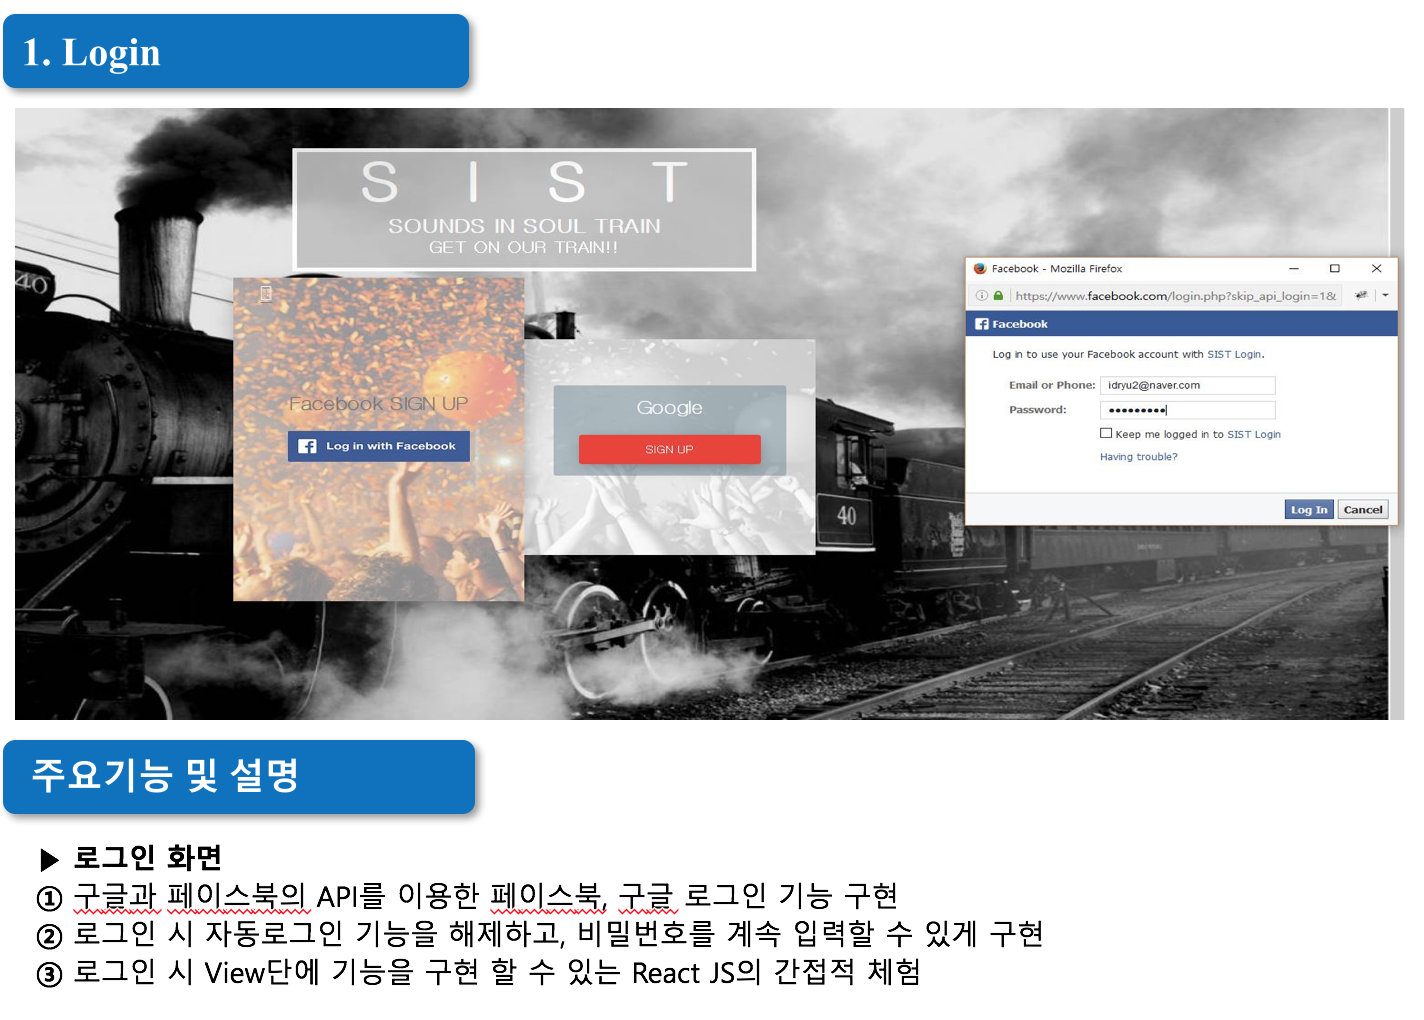 1. Login
S I S T
SOUNDS IN SOUL TRAIN
GET ON OUR TRAIN!!
40
Facebook SIGN UP
Log in with Facebook
Google
SIGN UP
40
Facebook - Mozilla Firefox
https://www.facebook.com/login.php?skip_api_login=1&
Facebook
Log in to use your Facebook account with SIST Login.
Email or Phone: idryu2@naver.com
Password: •••••••••
Keep me logged in to SIST Login
Having trouble?
Log In Cancel
주요기능 및 설명
▶ 로그인 화면
① 구글과 페이스북의 API를 이용한 페이스북, 구글 로그인 기능 구현
② 로그인 시 자동로그인 기능을 해제하고, 비밀번호를 계속 입력할 수 있게 구현
③ 로그인 시 View단에 기능을 구현 할 수 있는 React JS의 간접적 체험